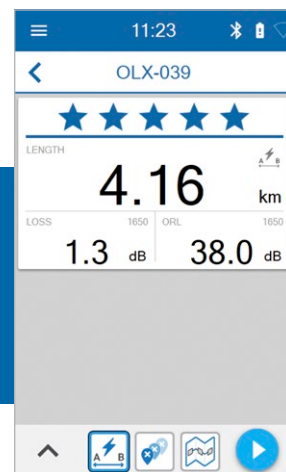 11:23
OLX-039
LENGTH
A B
4.16 km
LOSS 1650 ORL 1650
1.3 dB 38.0 dB
A B